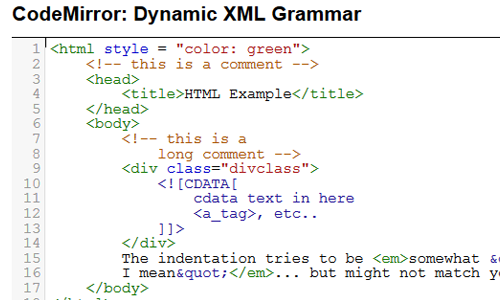 CodeMirror: Dynamic XML Grammar
1 <html style = "color: green">
2 <!-- this is a comment -->
3 <head>
4 <title>HTML Example</title>
5 </head>
6 <body>
7 <!-- this is a
8 long comment -->
9 <div class="divclass">
10 <![CDATA[
11 cdata text in here
12 <a_tag>, etc..
13 ]]>
14 </div>
15 The indentation tries to be <em>somewhat &
16 I mean&quot;</em>... but might not match
17 </body>